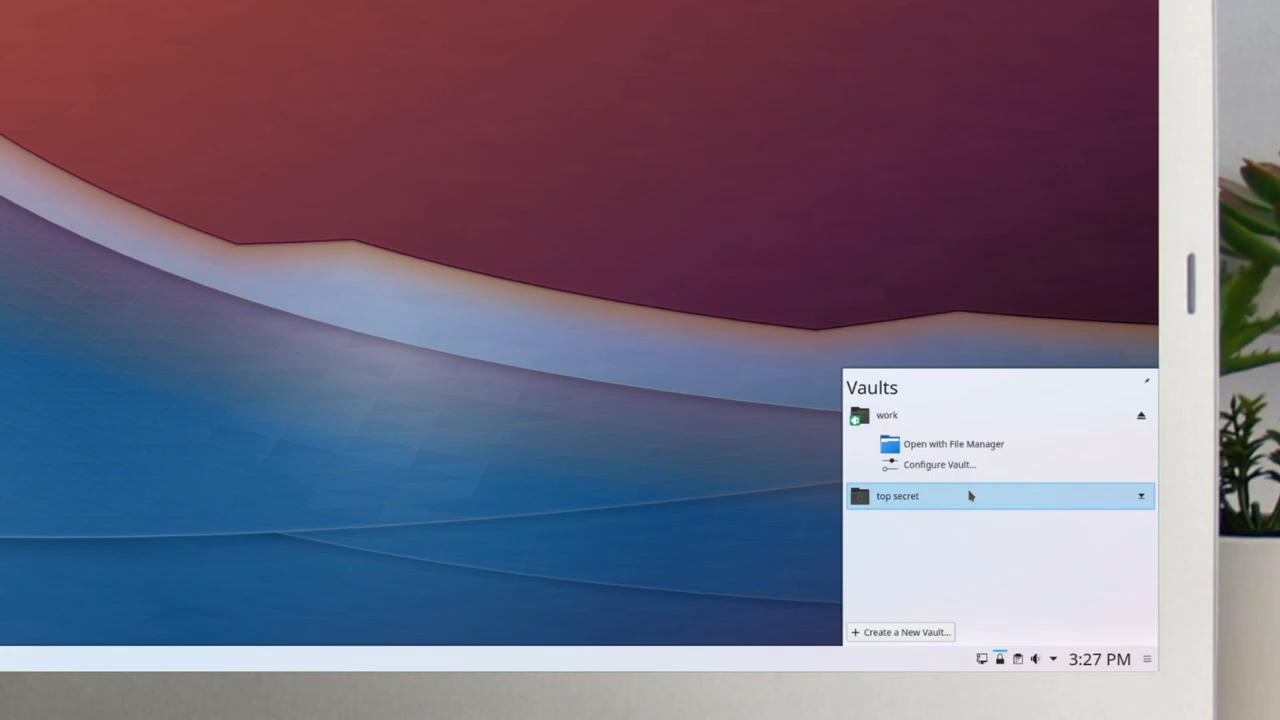 Vaults
work
Open with File Manager
Configure Vault...
top secret
+ Create a New Vault...
3:27 PM